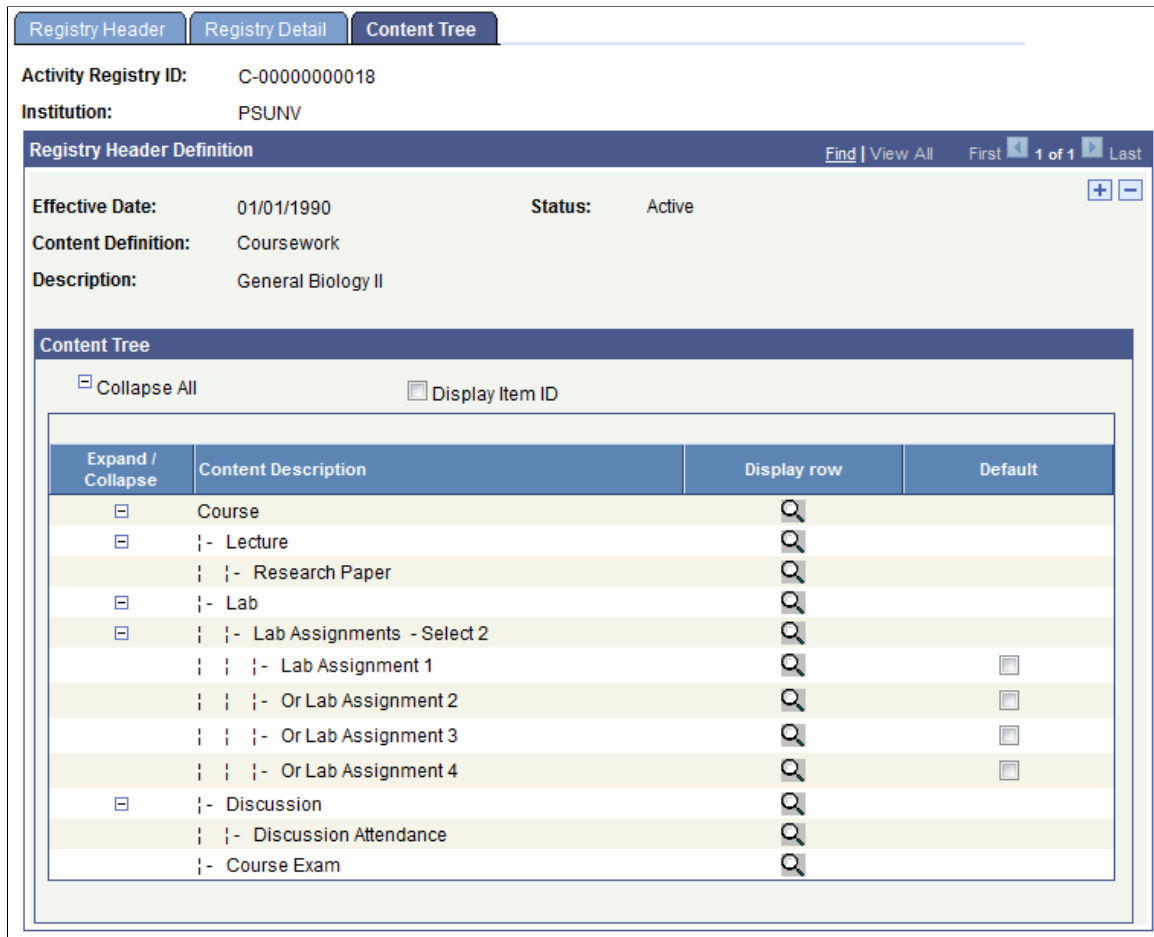 Registry Header Registry Detail Content Tree
Activity Registry ID: C-00000000018
Institution: PSUNV
Registry Header Definition Find | View All First 1 of 1 Last
Effective Date: 01/01/1990 Status: Active
Content Definition: Coursework
Description: General Biology II
Content Tree
Collapse All Display Item ID
Expand / Collapse Content Description Display row Default
Course
¦- Lecture
¦ ¦- Research Paper
¦- Lab
¦ ¦- Lab Assignments - Select 2
¦ ¦ ¦- Lab Assignment 1
¦ ¦ ¦- Or Lab Assignment 2
¦ ¦ ¦- Or Lab Assignment 3
¦ ¦ ¦- Or Lab Assignment 4
¦- Discussion
¦ ¦- Discussion Attendance
¦- Course Exam